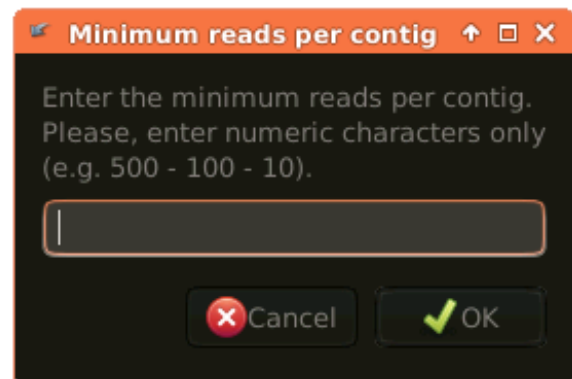 Minimum reads per contig
Enter the minimum reads per contig.
Please, enter numeric characters only
(e.g. 500 - 100 - 10).
Cancel
OK